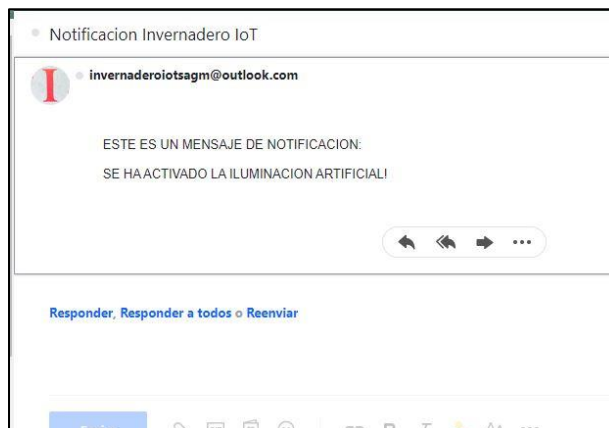 Notificacion Invernadero IoT
I
invernaderoiotsagm@outlook.com
ESTE ES UN MENSAJE DE NOTIFICACION:
SE HA ACTIVADO LA ILUMINACION ARTIFICIAL!
Responder, Responder a todos o Reenviar